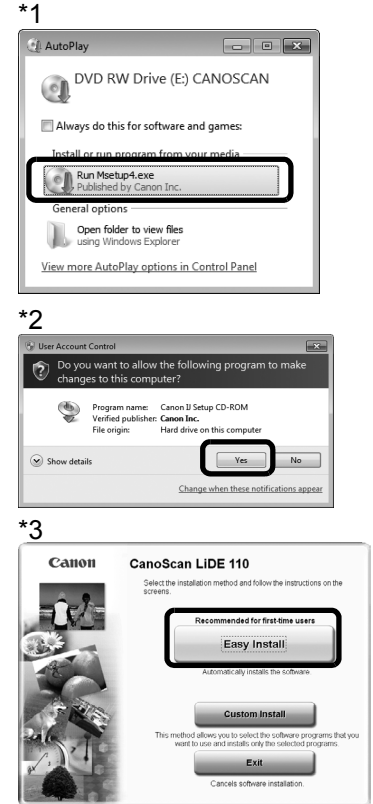 *1
AutoPlay
DVD RW Drive (E:) CANOSCAN
Always do this for software and games:
Install or run program from your media
Run Msetup4.exe
Published by Canon Inc.
General options
Open folder to view files
using Windows Explorer
View more AutoPlay options in Control Panel
*2
User Account Control
Do you want to allow the following program to make
changes to this computer?
Program name: Canon IJ Setup CD-ROM
Verified publisher: Canon Inc.
File origin: Hard drive on this computer
Show details
Yes
No
Change when these notifications appear
*3
Canon
CanoScan LiDE 110
Select the installation method and follow the instructions on the
screens.
Recommended for first-time users
Easy Install
Automatically installs the software.
Custom Install
This method allows you to select the software programs that you
want to use and installs only the selected programs.
Exit
Cancels software installation.